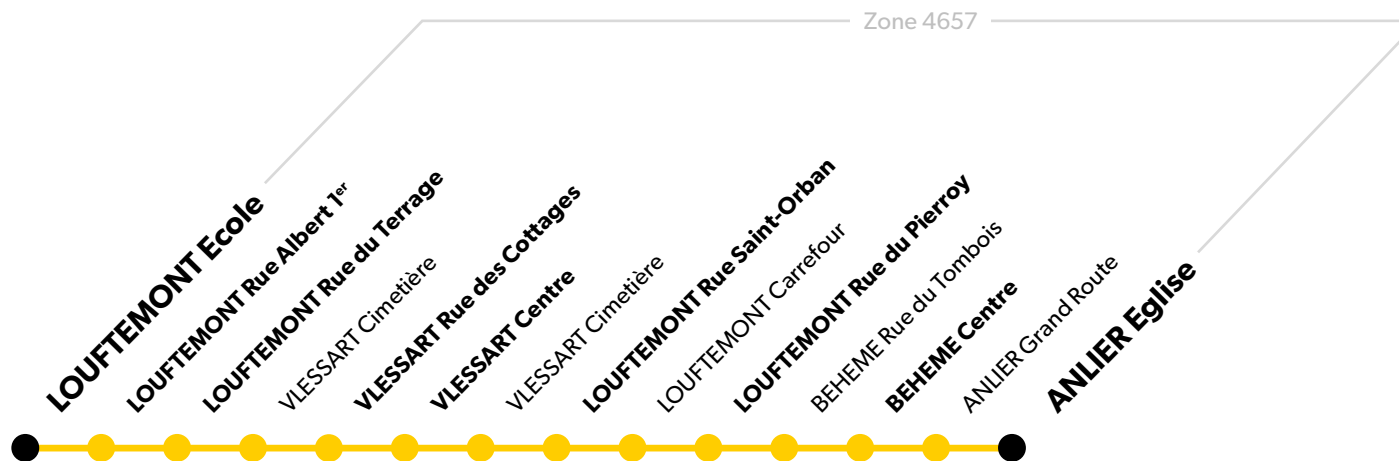 Zone 4657
LOUFTEMONT Ecole
LOUFTEMONT Rue Albert 1er
LOUFTEMONT Rue du Terrage
VLESSART Cimetière
VLESSART Rue des Cottages
VLESSART Centre
VLESSART Cimetière
LOUFTEMONT Rue Saint-Orban
LOUFTEMONT Carrefour
LOUFTEMONT Rue du Pierroy
BEHEME Rue du Tombois
BEHEME Centre
ANLIER Grand Route
ANLIER Eglise